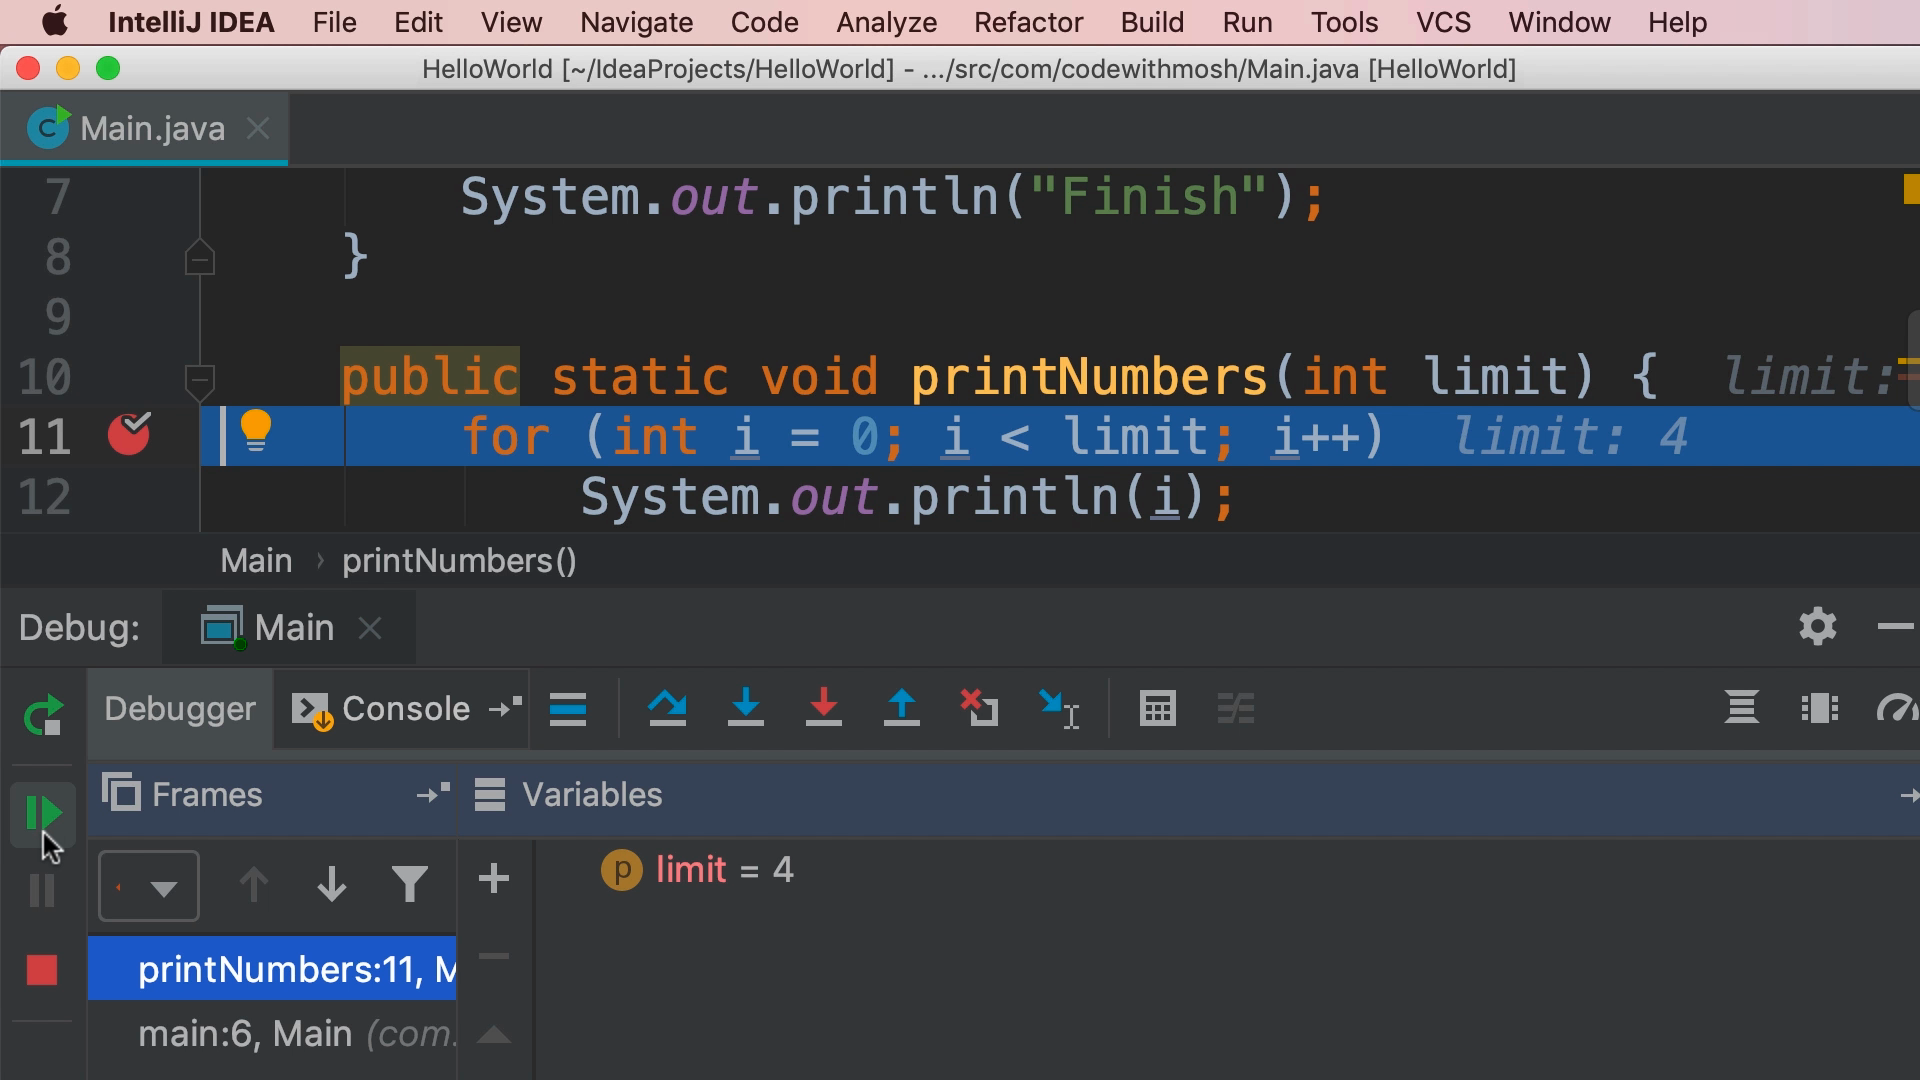 IntelliJ IDEA File Edit View Navigate Code Analyze Refactor Build Run Tools VCS Window Help
HelloWorld [~/IdeaProjects/HelloWorld] - .../src/com/codewithmosh/Main.java [HelloWorld]
C Main.java
7 System.out.println("Finish");
8 }
9
10 public static void printNumbers(int limit) { limit:
11 for (int i = 0; i < limit; i++) limit: 4
12 System.out.println(i);
Main › printNumbers()
Debug: Main
Debugger Console
Frames Variables
p limit = 4
printNumbers:11, M
main:6, Main (com.